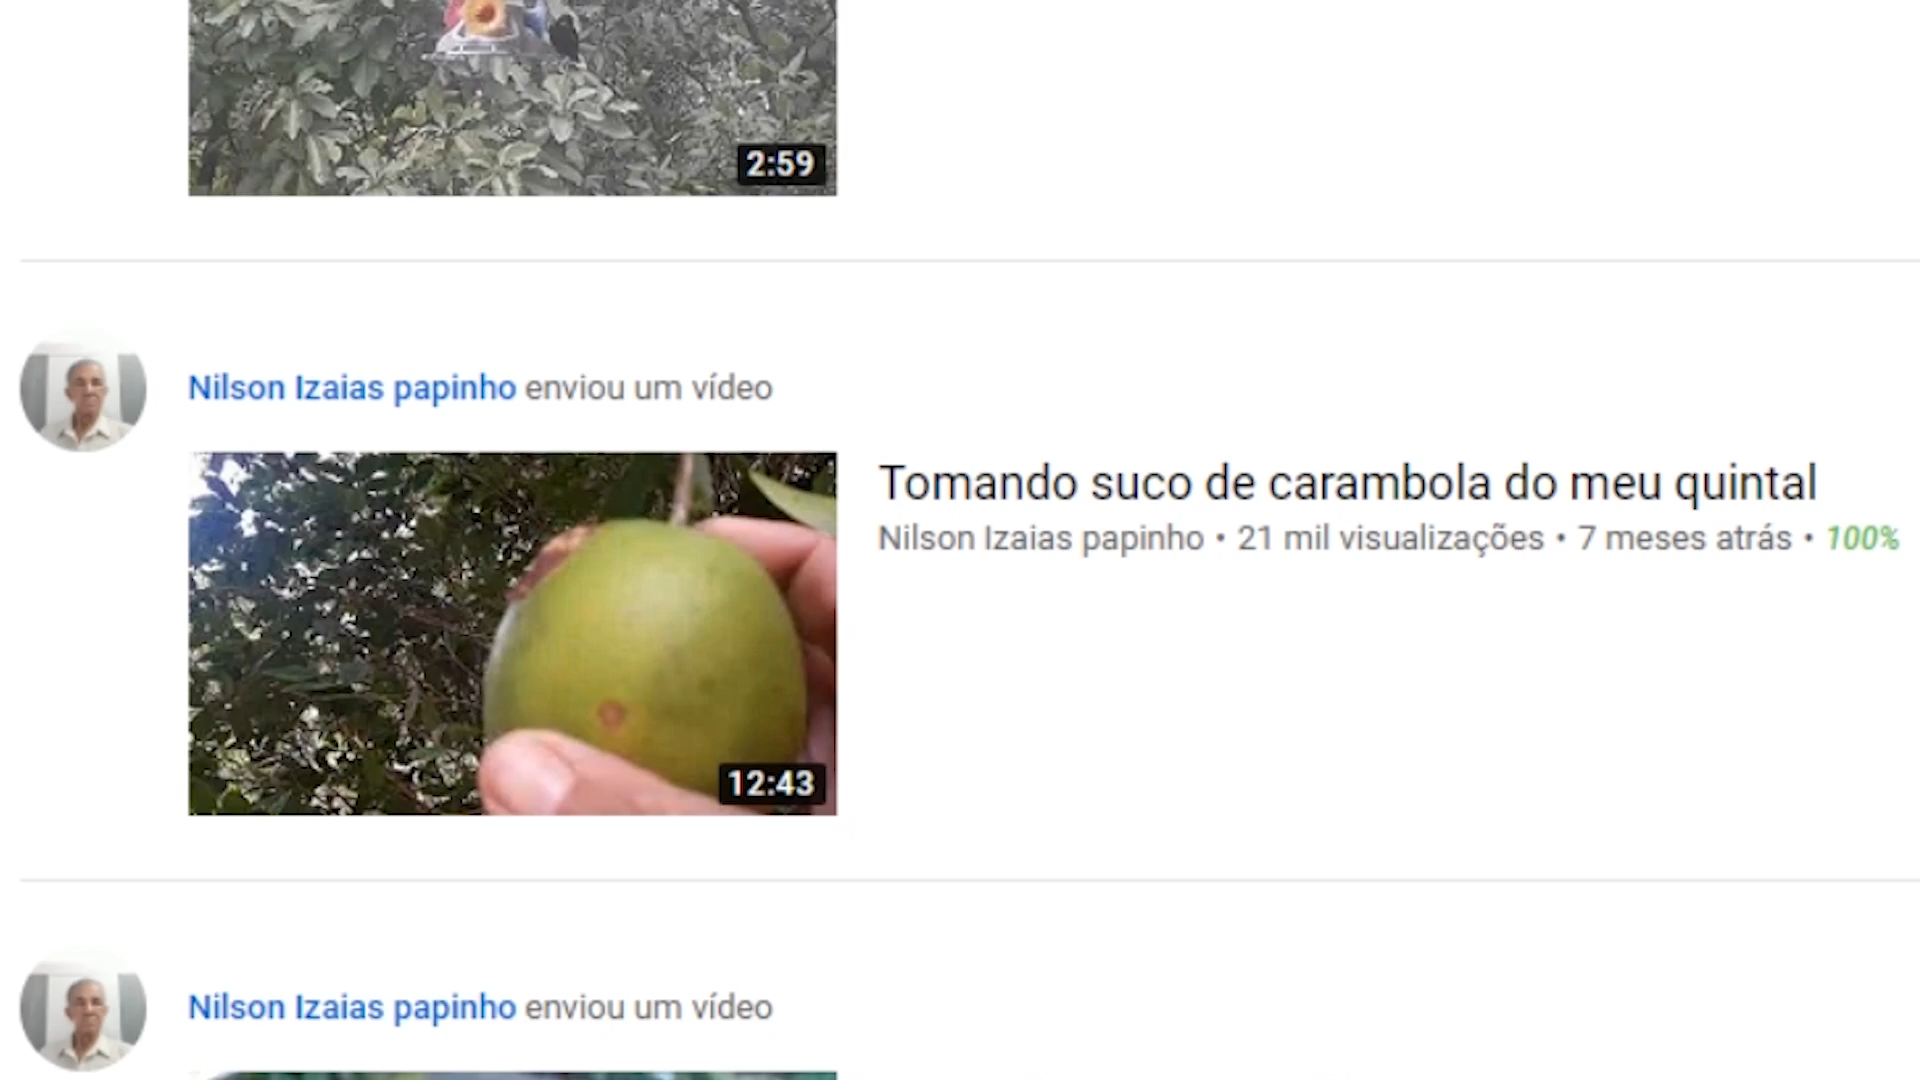 2:59
Nilson Izaias papinho enviou um vídeo
Tomando suco de carambola do meu quintal
Nilson Izaias papinho • 21 mil visualizações • 7 meses atrás • 100%
12:43
Nilson Izaias papinho enviou um vídeo